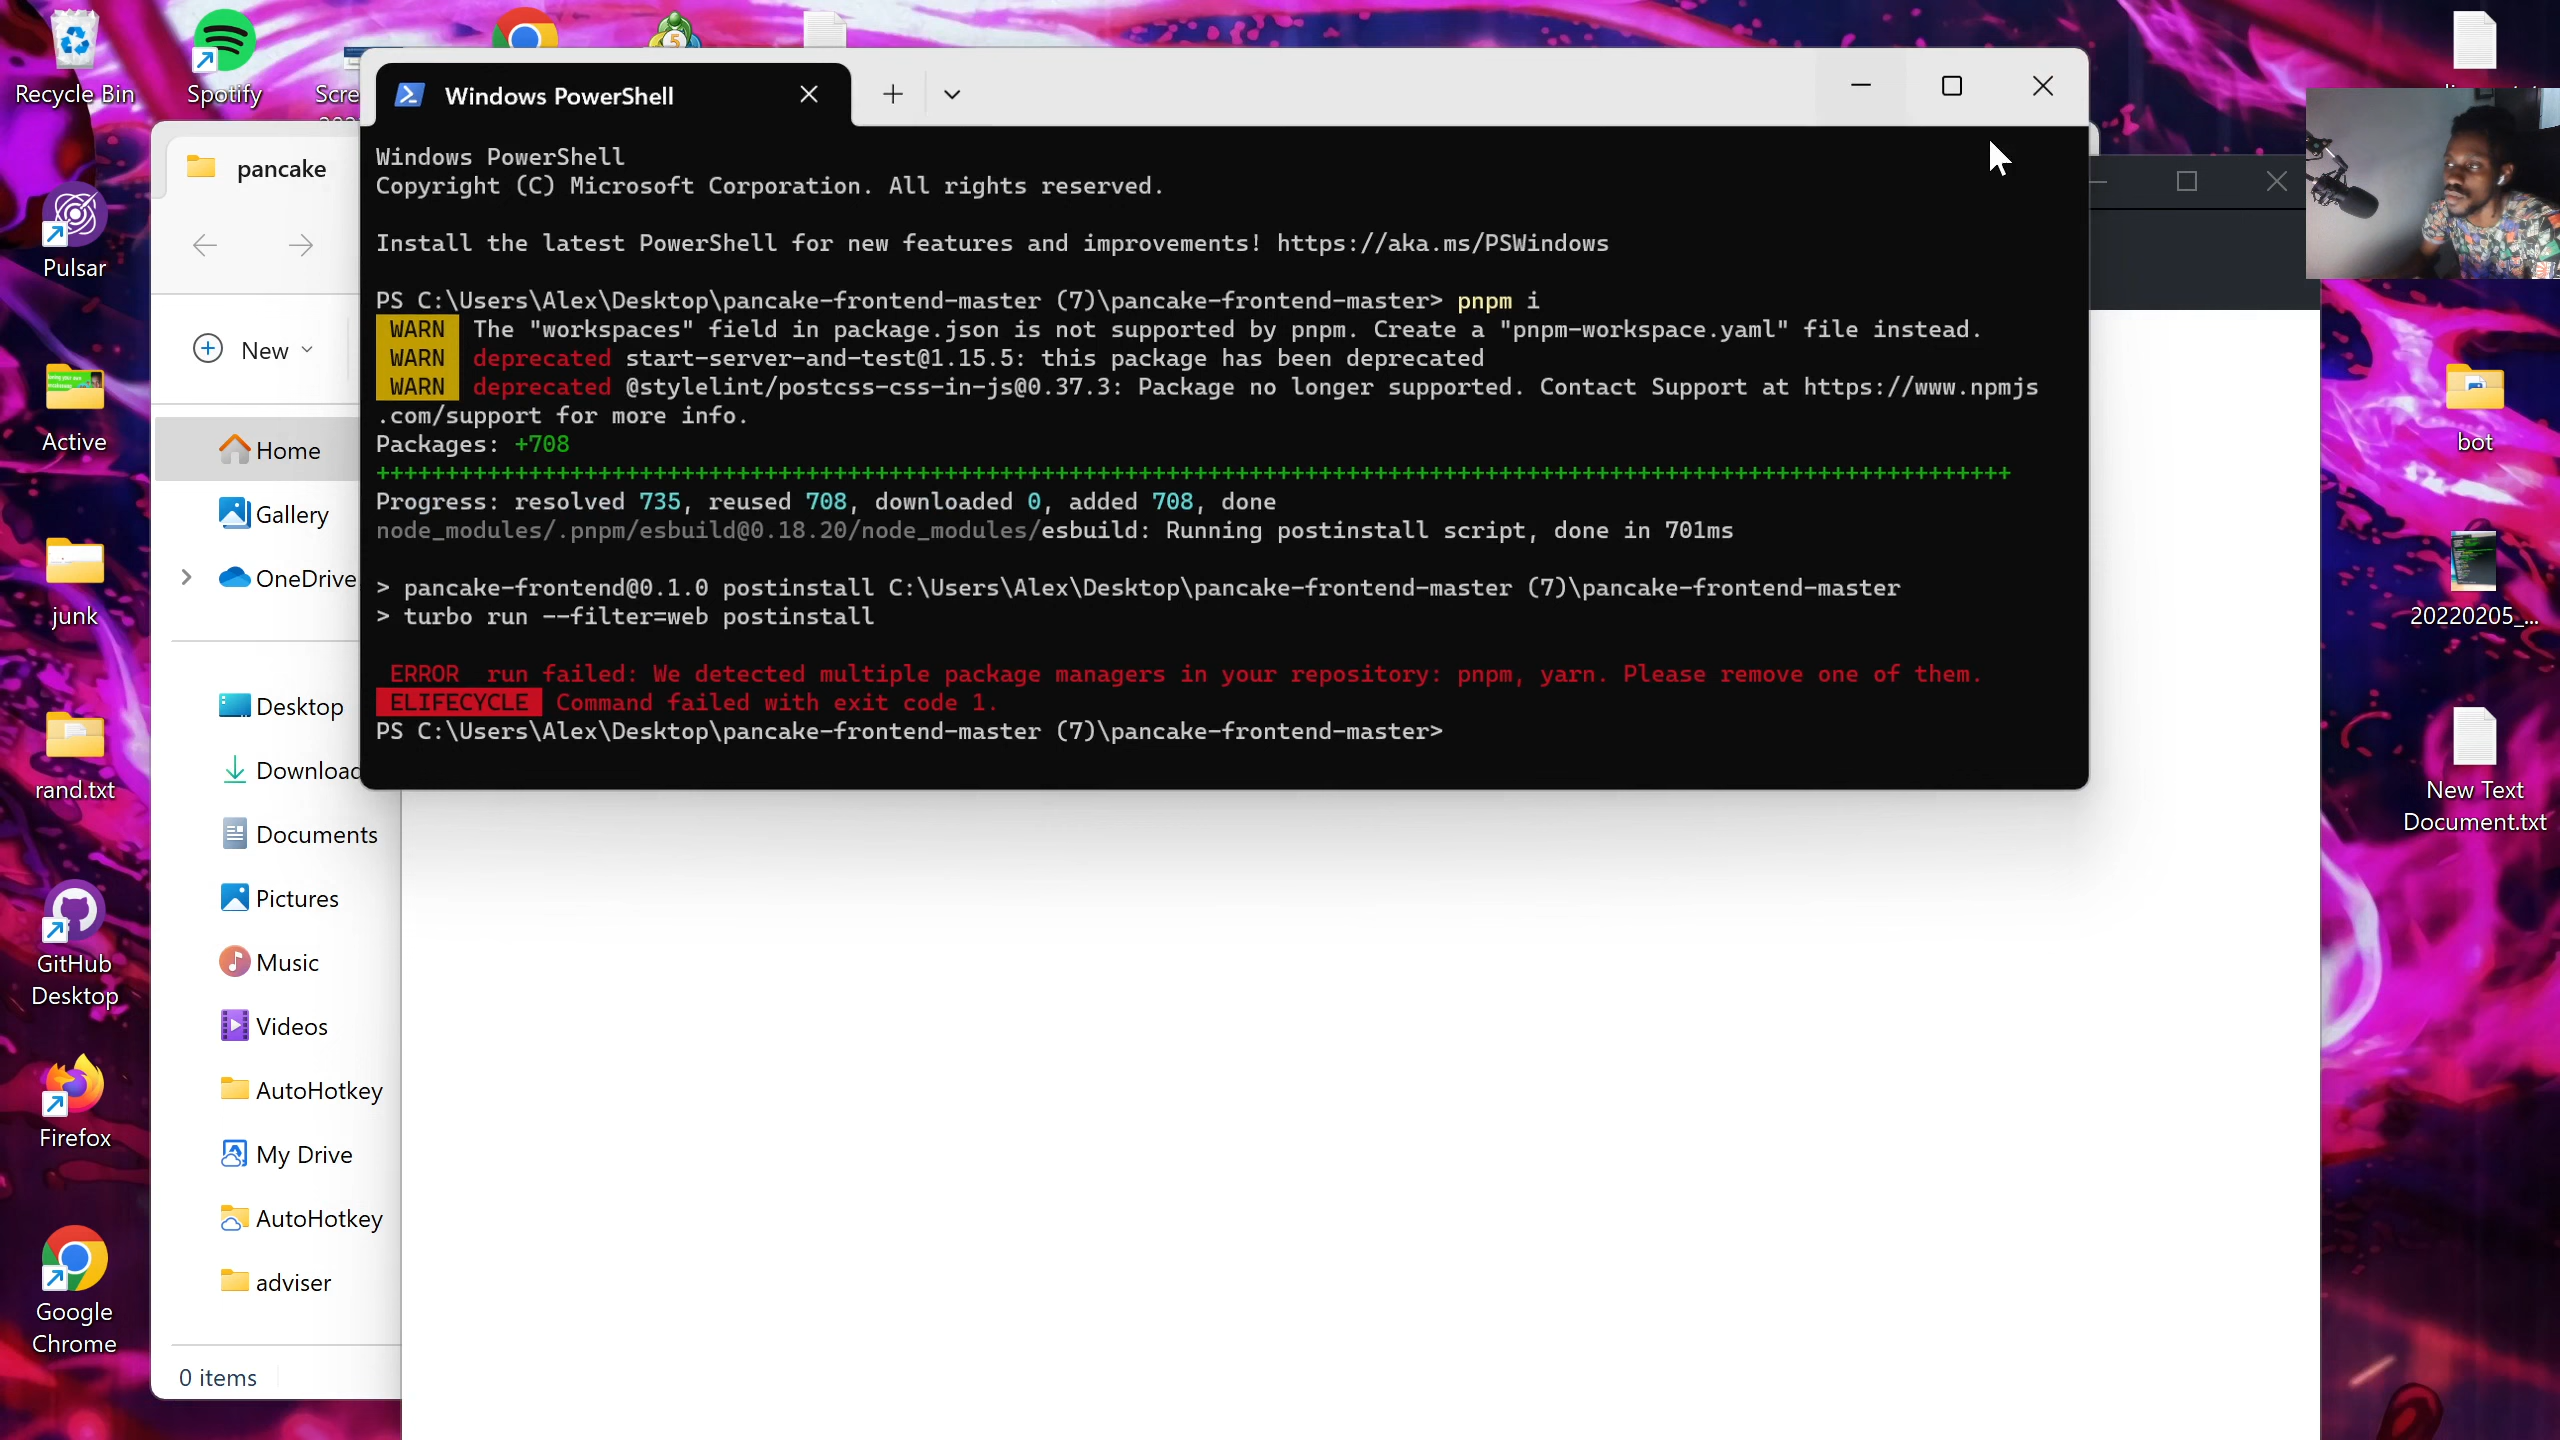 Recycle Bin
Spotify
Scre
5
Pulsar
Active
junk
rand.txt
GitHub
Desktop
Firefox
Google
Chrome
pancake
New
Home
Gallery
OneDrive
Desktop
Download
Documents
Pictures
Music
Videos
AutoHotkey
My Drive
AutoHotkey
adviser
0 items
Windows PowerShell
Windows PowerShell
Copyright (C) Microsoft Corporation. All rights reserved.
Install the latest PowerShell for new features and improvements! https://aka.ms/PSWindows
PS C:\Users\Alex\Desktop\pancake-frontend-master (7)\pancake-frontend-master> pnpm i
WARN The "workspaces" field in package.json is not supported by pnpm. Create a "pnpm-workspace.yaml" file instead.
WARN deprecated start-server-and-test@1.15.5: this package has been deprecated
WARN deprecated @stylelint/postcss-css-in-js@0.37.3: Package no longer supported. Contact Support at https://www.npmjs
.com/support for more info.
Packages: +708
++++++++++++++++++++++++++++++++++++++++++++++++++++++++++++++++++++++++++++++++++++++++++++++++++++++++++++++++++++++
Progress: resolved 735, reused 708, downloaded 0, added 708, done
node_modules/.pnpm/esbuild@0.18.20/node_modules/esbuild: Running postinstall script, done in 701ms
> pancake-frontend@0.1.0 postinstall C:\Users\Alex\Desktop\pancake-frontend-master (7)\pancake-frontend-master
> turbo run --filter=web postinstall
ERROR run failed: We detected multiple package managers in your repository: pnpm, yarn. Please remove one of them.
ELIFECYCLE Command failed with exit code 1.
PS C:\Users\Alex\Desktop\pancake-frontend-master (7)\pancake-frontend-master>
bot
20220205_...
New Text
Document.txt